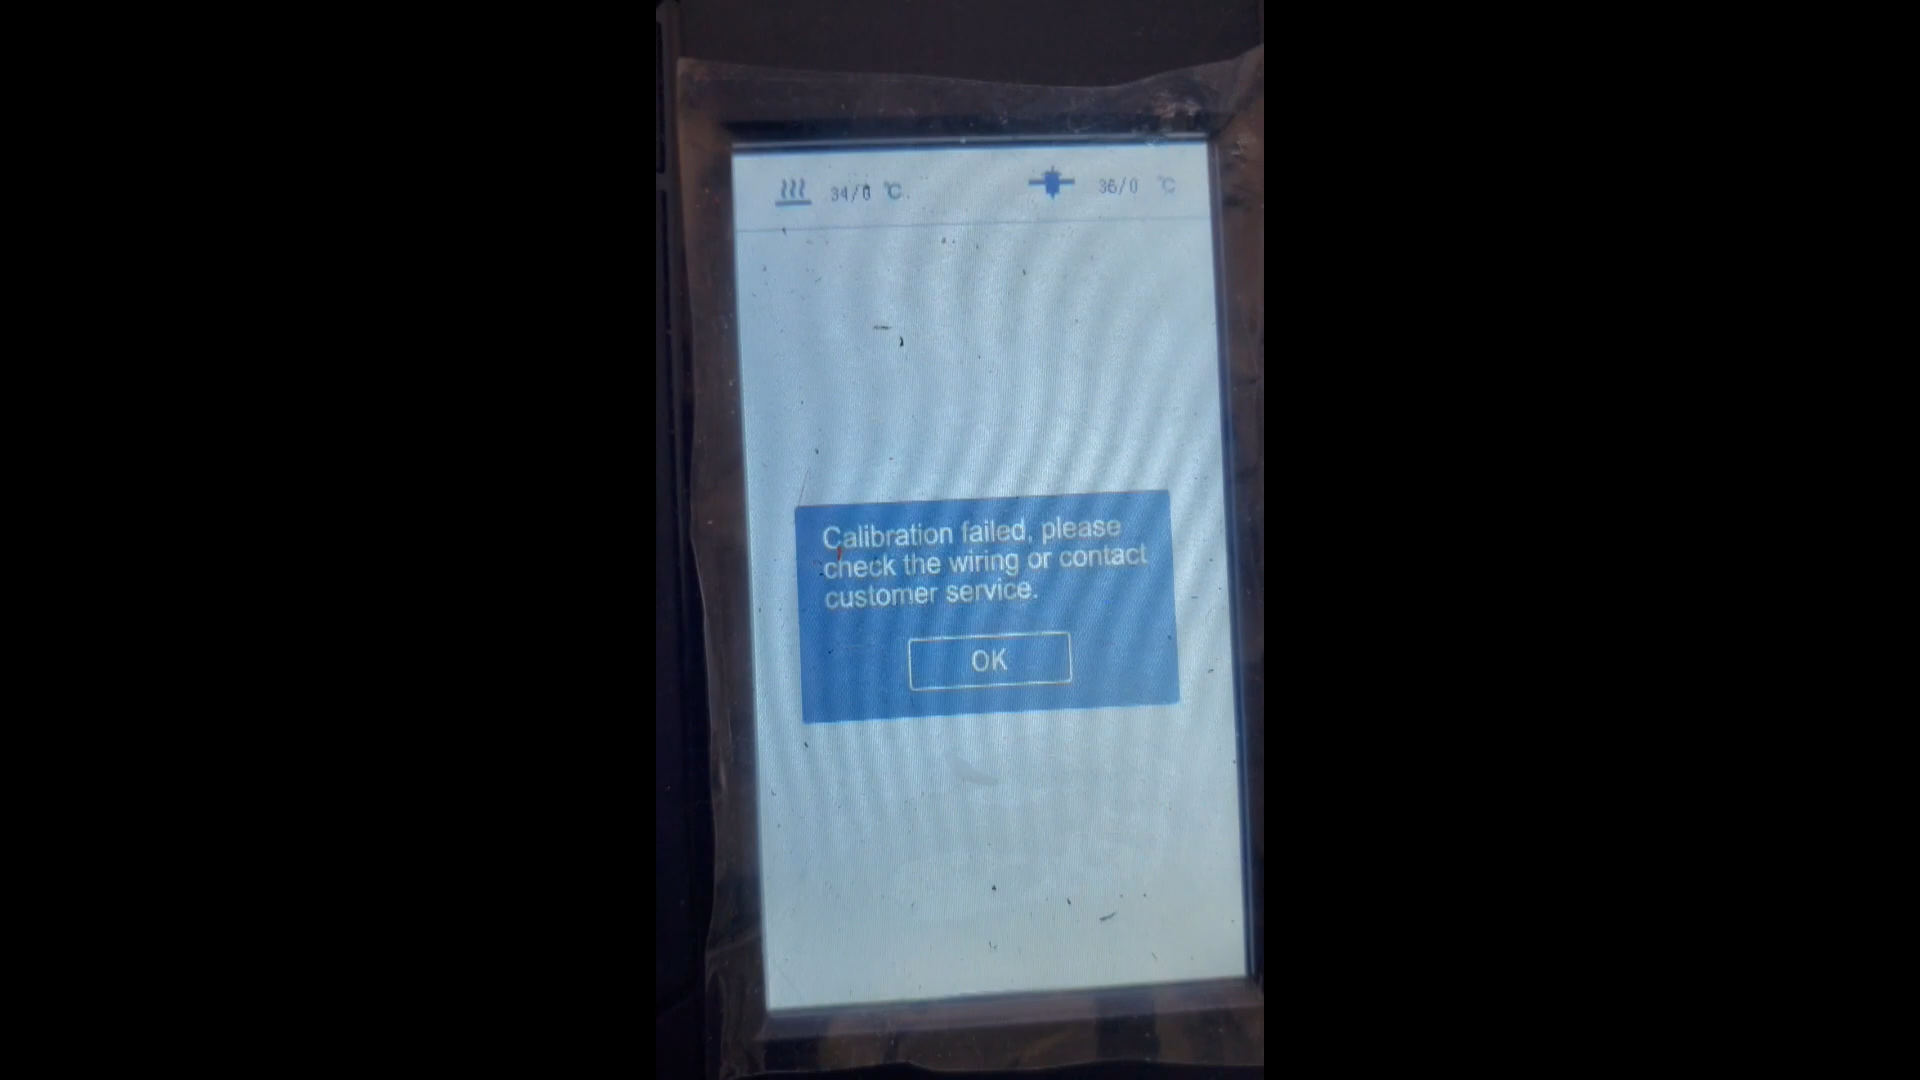 34/0 ℃ 36/0 ℃
Calibration failed, please
check the wiring or contact
customer service.
OK